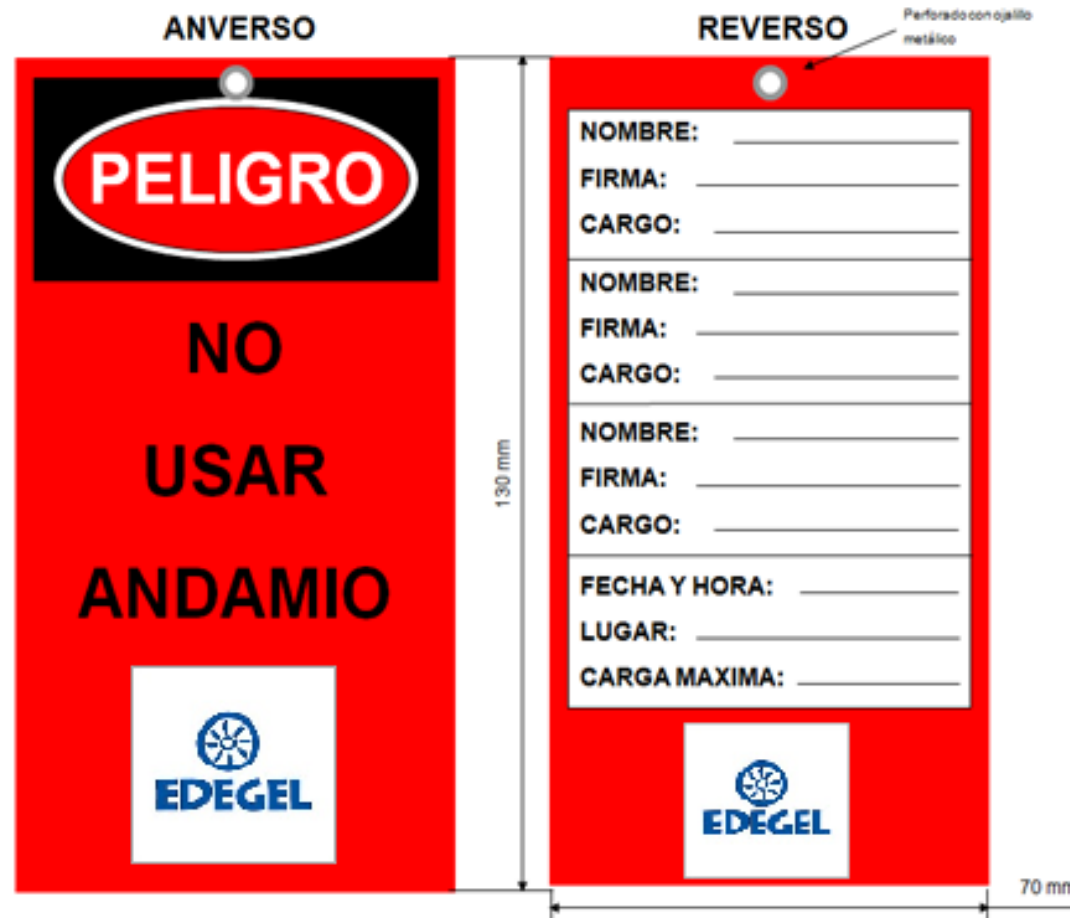 ANVERSO
PELIGRO
NO
USAR
ANDAMIO
EDEGEL
130 mm
REVERSO
Perforado con ojalillo
metálico
NOMBRE:
FIRMA:
CARGO:
NOMBRE:
FIRMA:
CARGO:
NOMBRE:
FIRMA:
CARGO:
FECHA Y HORA:
LUGAR:
CARGA MAXIMA:
EDEGEL
70 mm